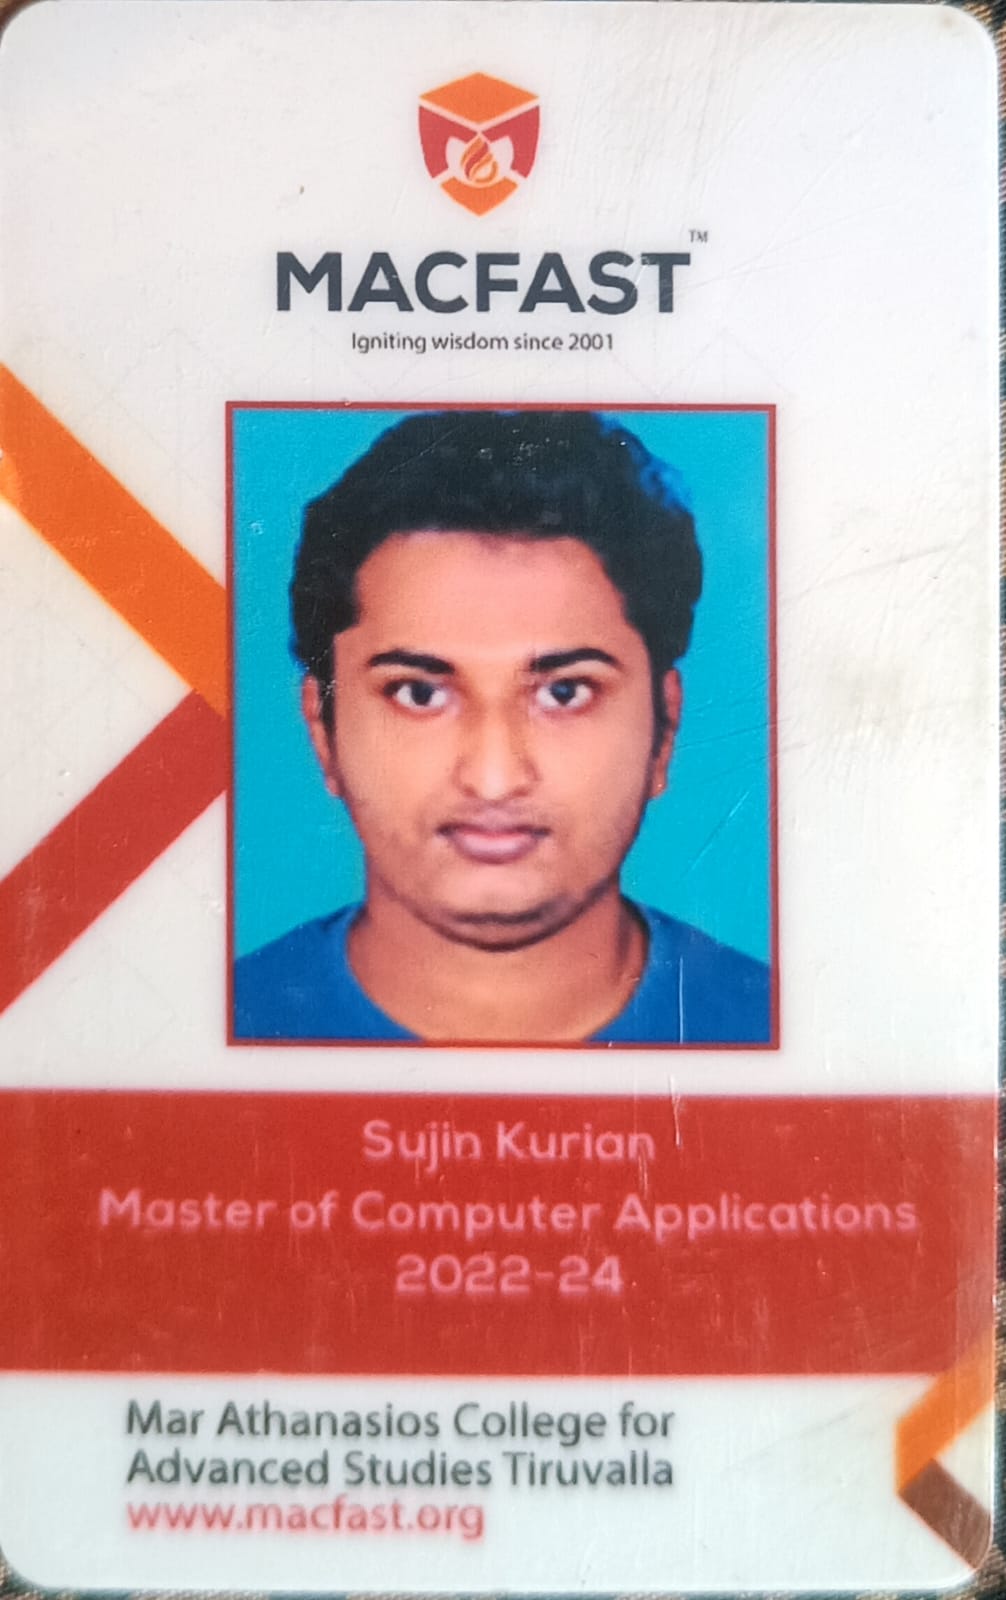 MACFAST™
Igniting wisdom since 2001
Sujin Kurian
Master of Computer Applications
2022-24
Mar Athanasios College for
Advanced Studies Tiruvalla
www.macfast.org